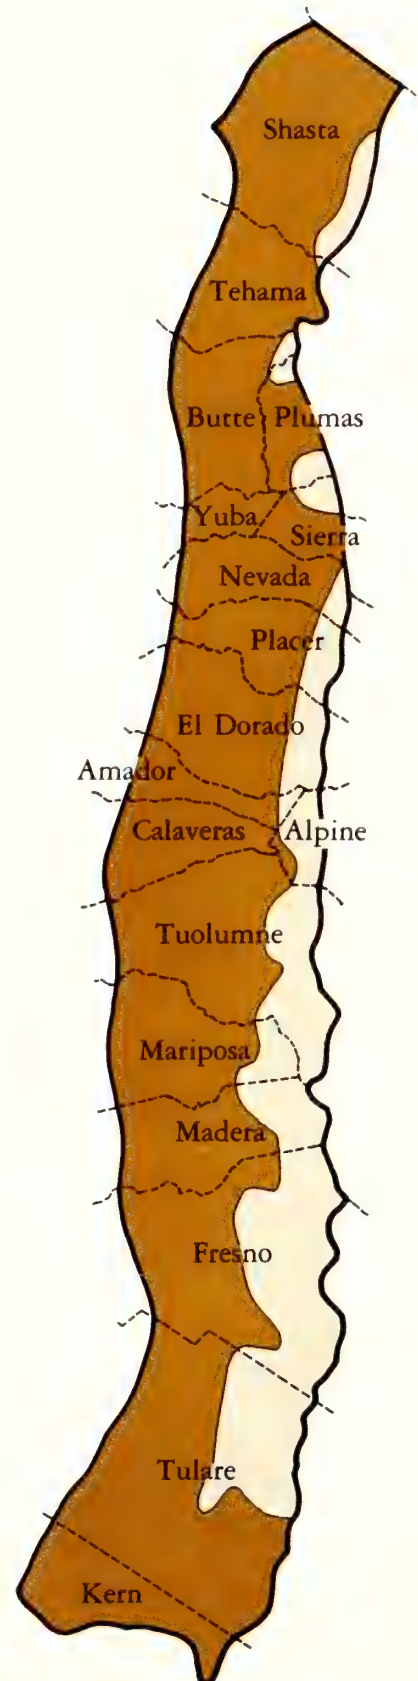 Shasta
Tehama
Butte
Plumas
Yuba
Sierra
Nevada
Placer
El Dorado
Amador
Calaveras
Alpine
Tuolumne
Mariposa
Madera
Fresno
Tulare
Kern